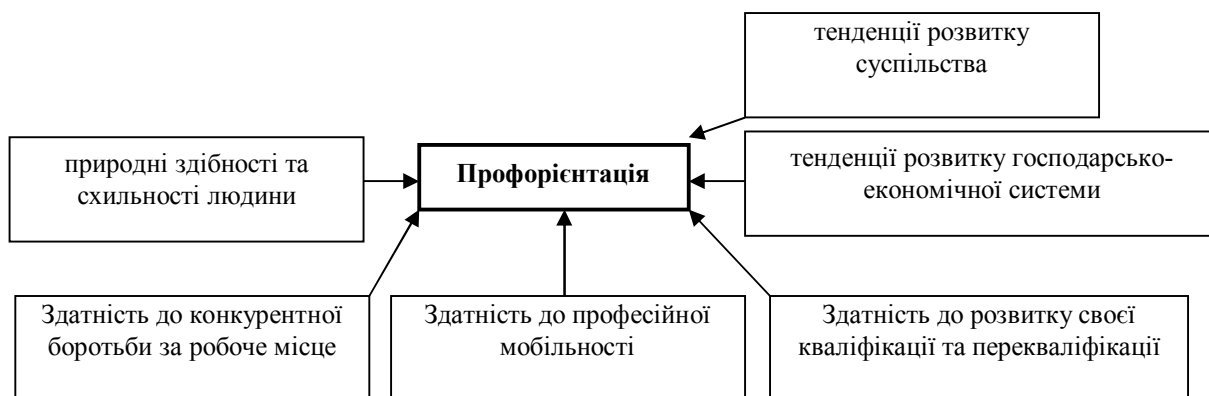 тенденції розвитку
суспільства
природні здібності та
схильності людини
Профорієнтація
тенденції розвитку господарсько-
економічної системи
Здатність до конкурентної
боротьби за робоче місце
Здатність до професійної
мобільності
Здатність до розвитку своєї
кваліфікації та перекваліфікації